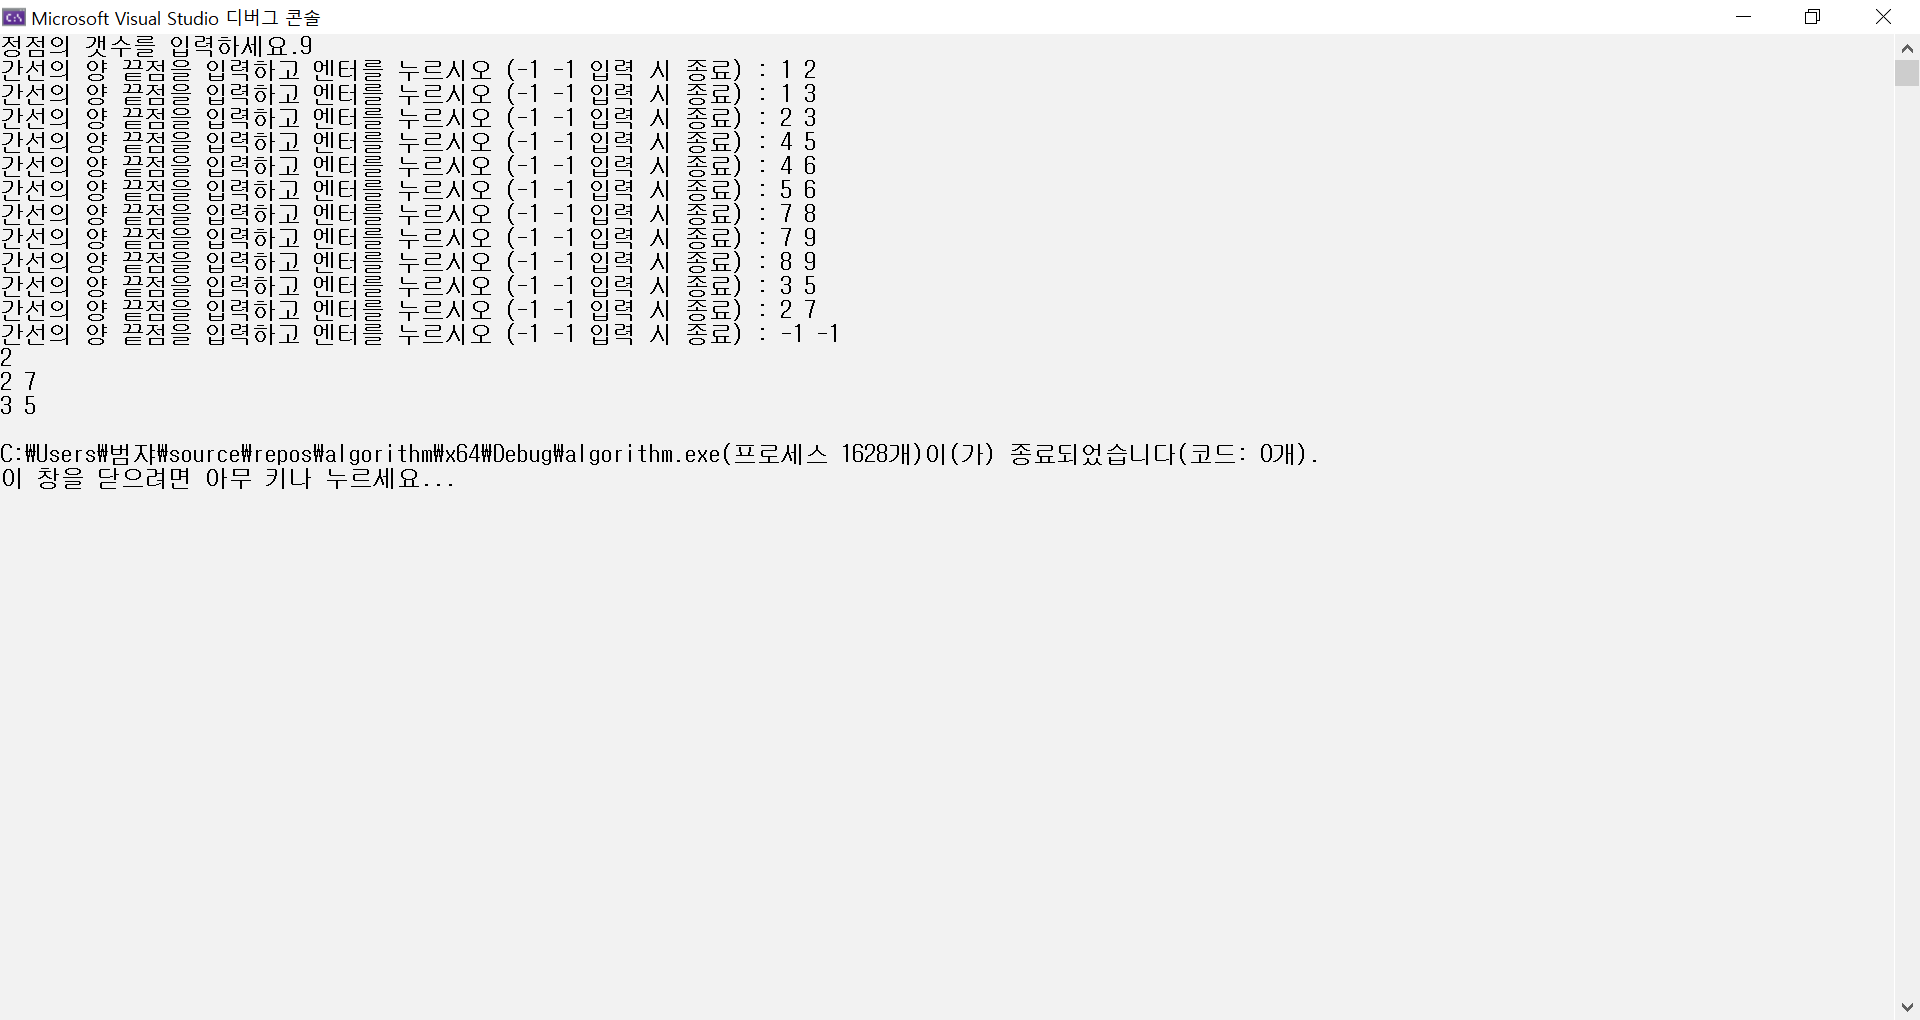 Microsoft Visual Studio 디버그 콘솔
정점의 갯수를 입력하세요.9
간선의 양 끝점을 입력하고 엔터를 누르시오 (-1 -1 입력 시 종료) : 1 2
간선의 양 끝점을 입력하고 엔터를 누르시오 (-1 -1 입력 시 종료) : 1 3
간선의 양 끝점을 입력하고 엔터를 누르시오 (-1 -1 입력 시 종료) : 2 3
간선의 양 끝점을 입력하고 엔터를 누르시오 (-1 -1 입력 시 종료) : 4 5
간선의 양 끝점을 입력하고 엔터를 누르시오 (-1 -1 입력 시 종료) : 4 6
간선의 양 끝점을 입력하고 엔터를 누르시오 (-1 -1 입력 시 종료) : 5 6
간선의 양 끝점을 입력하고 엔터를 누르시오 (-1 -1 입력 시 종료) : 7 8
간선의 양 끝점을 입력하고 엔터를 누르시오 (-1 -1 입력 시 종료) : 7 9
간선의 양 끝점을 입력하고 엔터를 누르시오 (-1 -1 입력 시 종료) : 8 9
간선의 양 끝점을 입력하고 엔터를 누르시오 (-1 -1 입력 시 종료) : 3 5
간선의 양 끝점을 입력하고 엔터를 누르시오 (-1 -1 입력 시 종료) : 2 7
간선의 양 끝점을 입력하고 엔터를 누르시오 (-1 -1 입력 시 종료) : -1 -1
2
2 7
3 5
C:₩Users₩범쟈₩source₩repos₩algorithm₩x64₩Debug₩algorithm.exe(프로세스 1628개)이(가) 종료되었습니다(코드: 0개).
이 창을 닫으려면 아무 키나 누르세요...